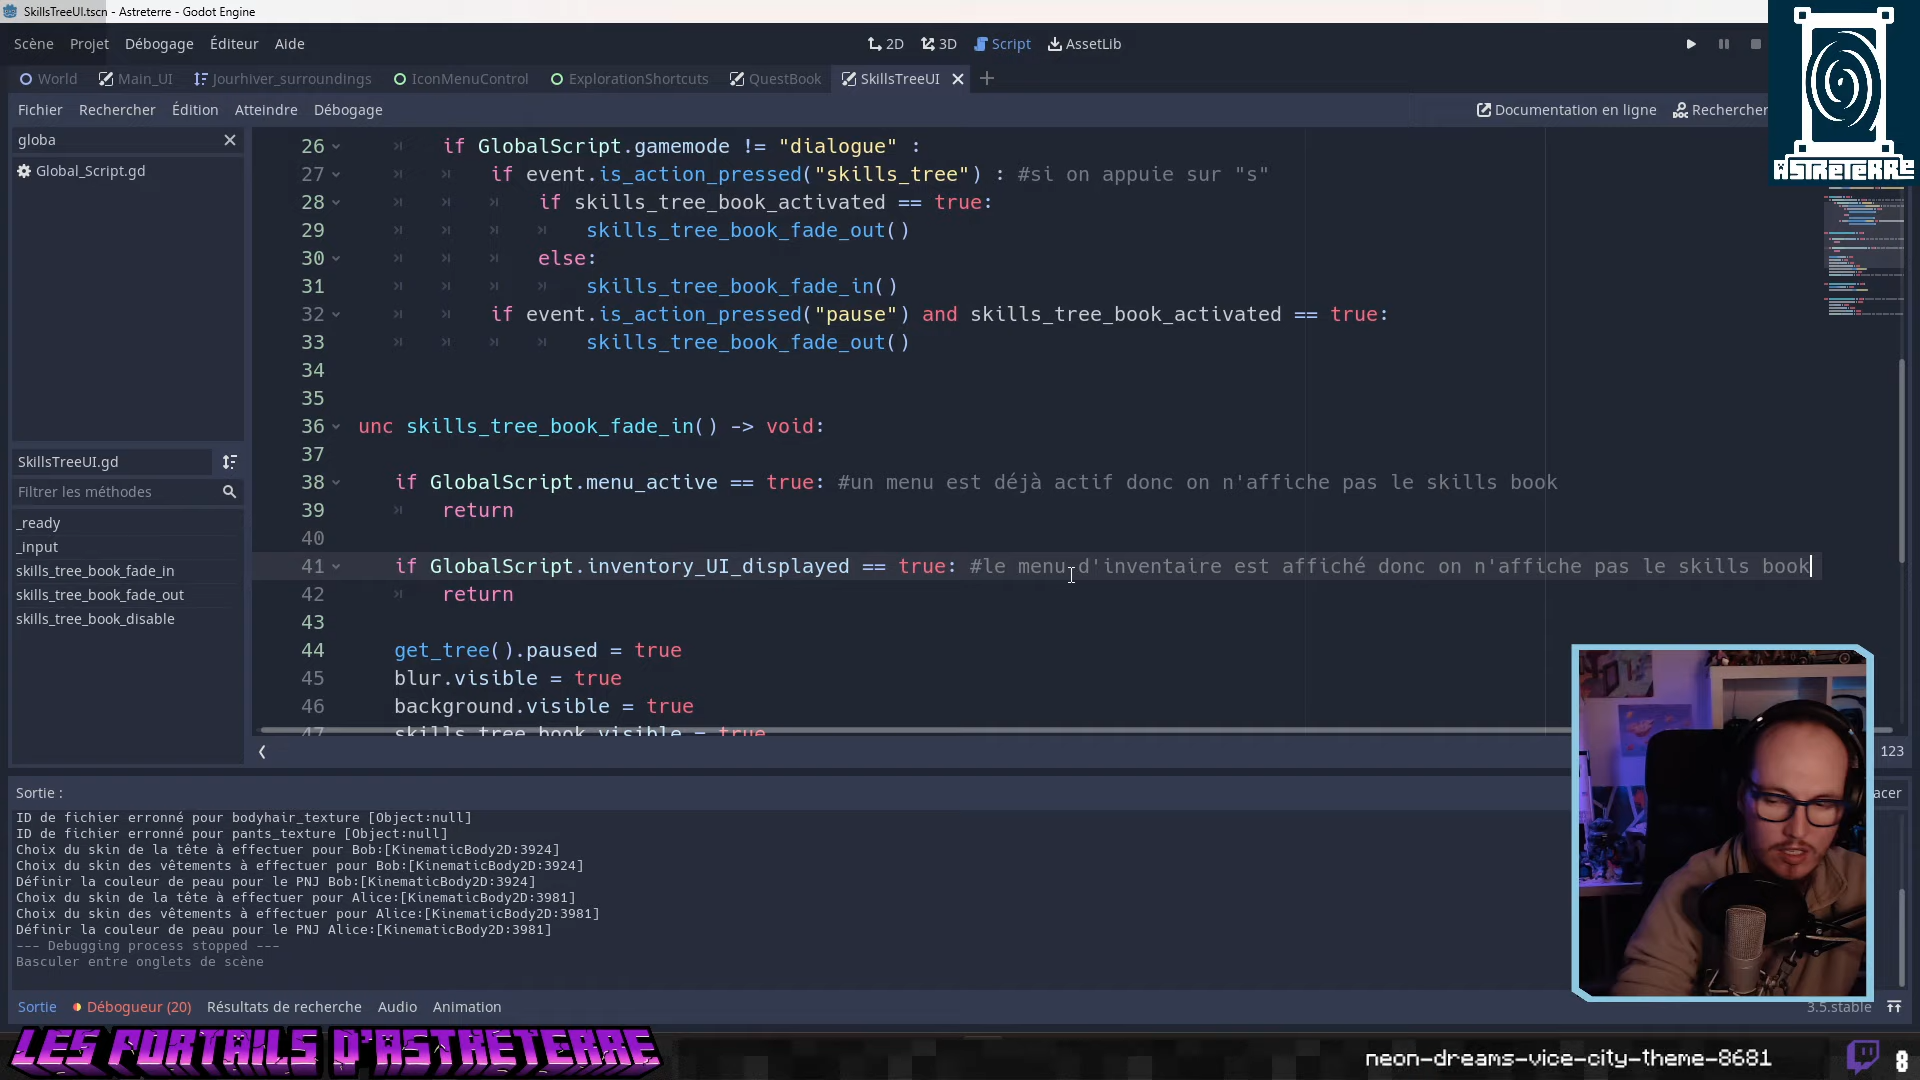 SkillsTreeUI.tscn - Astreterre - Godot Engine
Scène Projet Débogage Éditeur Aide
2D 3D Script AssetLib
World Main_UI Jourhiver_surroundings IconMenuControl ExplorationShortcuts QuestBook SkillsTreeUI
Fichier Rechercher Édition Atteindre Débogage
Documentation en ligne Rechercher
ASTRETERRE
globa
Global_Script.gd
SkillsTreeUI.gd
Filtrer les méthodes
_ready
_input
skills_tree_book_fade_in
skills_tree_book_fade_out
skills_tree_book_disable
26 if GlobalScript.gamemode != "dialogue" :
27 if event.is_action_pressed("skills_tree") : #si on appuie sur "s"
28 if skills_tree_book_activated == true:
29 skills_tree_book_fade_out()
30 else:
31 skills_tree_book_fade_in()
32 if event.is_action_pressed("pause") and skills_tree_book_activated == true:
33 skills_tree_book_fade_out()
34
35
36 unc skills_tree_book_fade_in() -> void:
37
38 if GlobalScript.menu_active == true: #un menu est déjà actif donc on n'affiche pas le skills book
39 return
40
41 if GlobalScript.inventory_UI_displayed == true: #le menu d'inventaire est affiché donc on n'affiche pas le skills book
42 return
43
44 get_tree().paused = true
45 blur.visible = true
46 background.visible = true
47 skills_tree_book.visible = true
123
Sortie :
acer
ID de fichier erronné pour bodyhair_texture [Object:null]
ID de fichier erronné pour pants_texture [Object:null]
Choix du skin de la tête à effectuer pour Bob:[KinematicBody2D:3924]
Choix du skin des vêtements à effectuer pour Bob:[KinematicBody2D:3924]
Définir la couleur de peau pour le PNJ Bob:[KinematicBody2D:3924]
Choix du skin de la tête à effectuer pour Alice:[KinematicBody2D:3981]
Choix du skin des vêtements à effectuer pour Alice:[KinematicBody2D:3981]
Définir la couleur de peau pour le PNJ Alice:[KinematicBody2D:3981]
--- Debugging process stopped ---
Basculer entre onglets de scène
Sortie Débogueur (20) Résultats de recherche Audio Animation
3.5.stable
LES PORTAILS D'ASTRETERRE
neon-dreams-vice-city-theme-8681
8